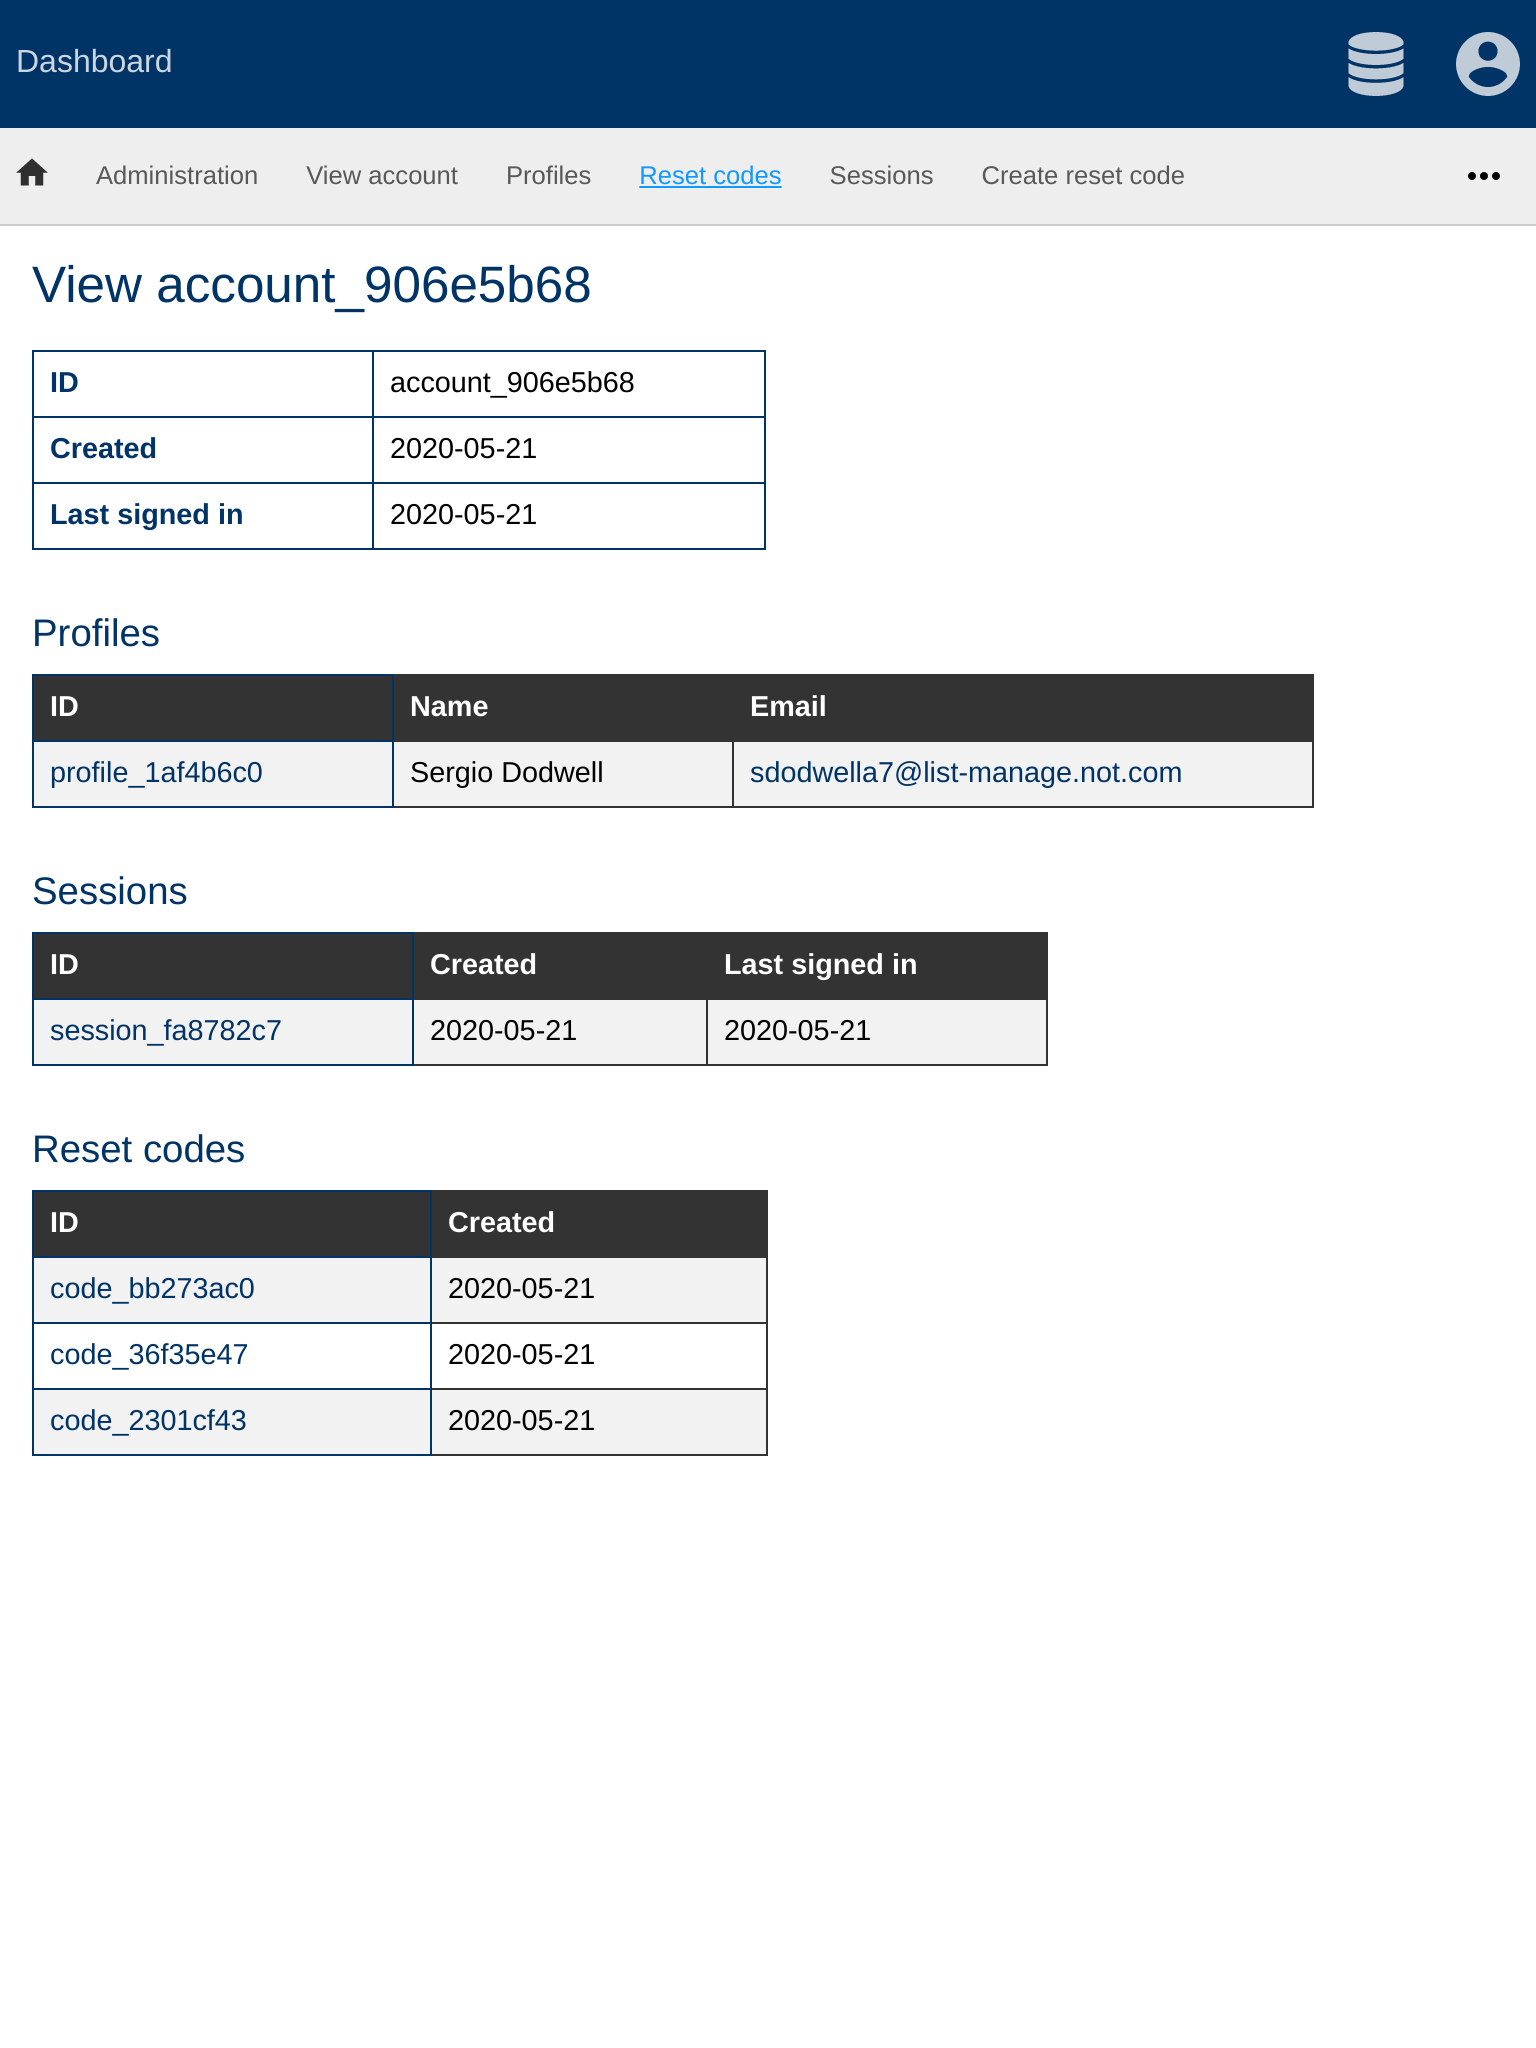 Dashboard
Administration View account Profiles Reset codes Sessions Create reset code
View account_906e5b68
ID account_906e5b68
Created 2020-05-21
Last signed in 2020-05-21
Profiles
ID Name Email
profile_1af4b6c0 Sergio Dodwell sdodwella7@list-manage.not.com
Sessions
ID Created Last signed in
session_fa8782c7 2020-05-21 2020-05-21
Reset codes
ID Created
code_bb273ac0 2020-05-21
code_36f35e47 2020-05-21
code_2301cf43 2020-05-21